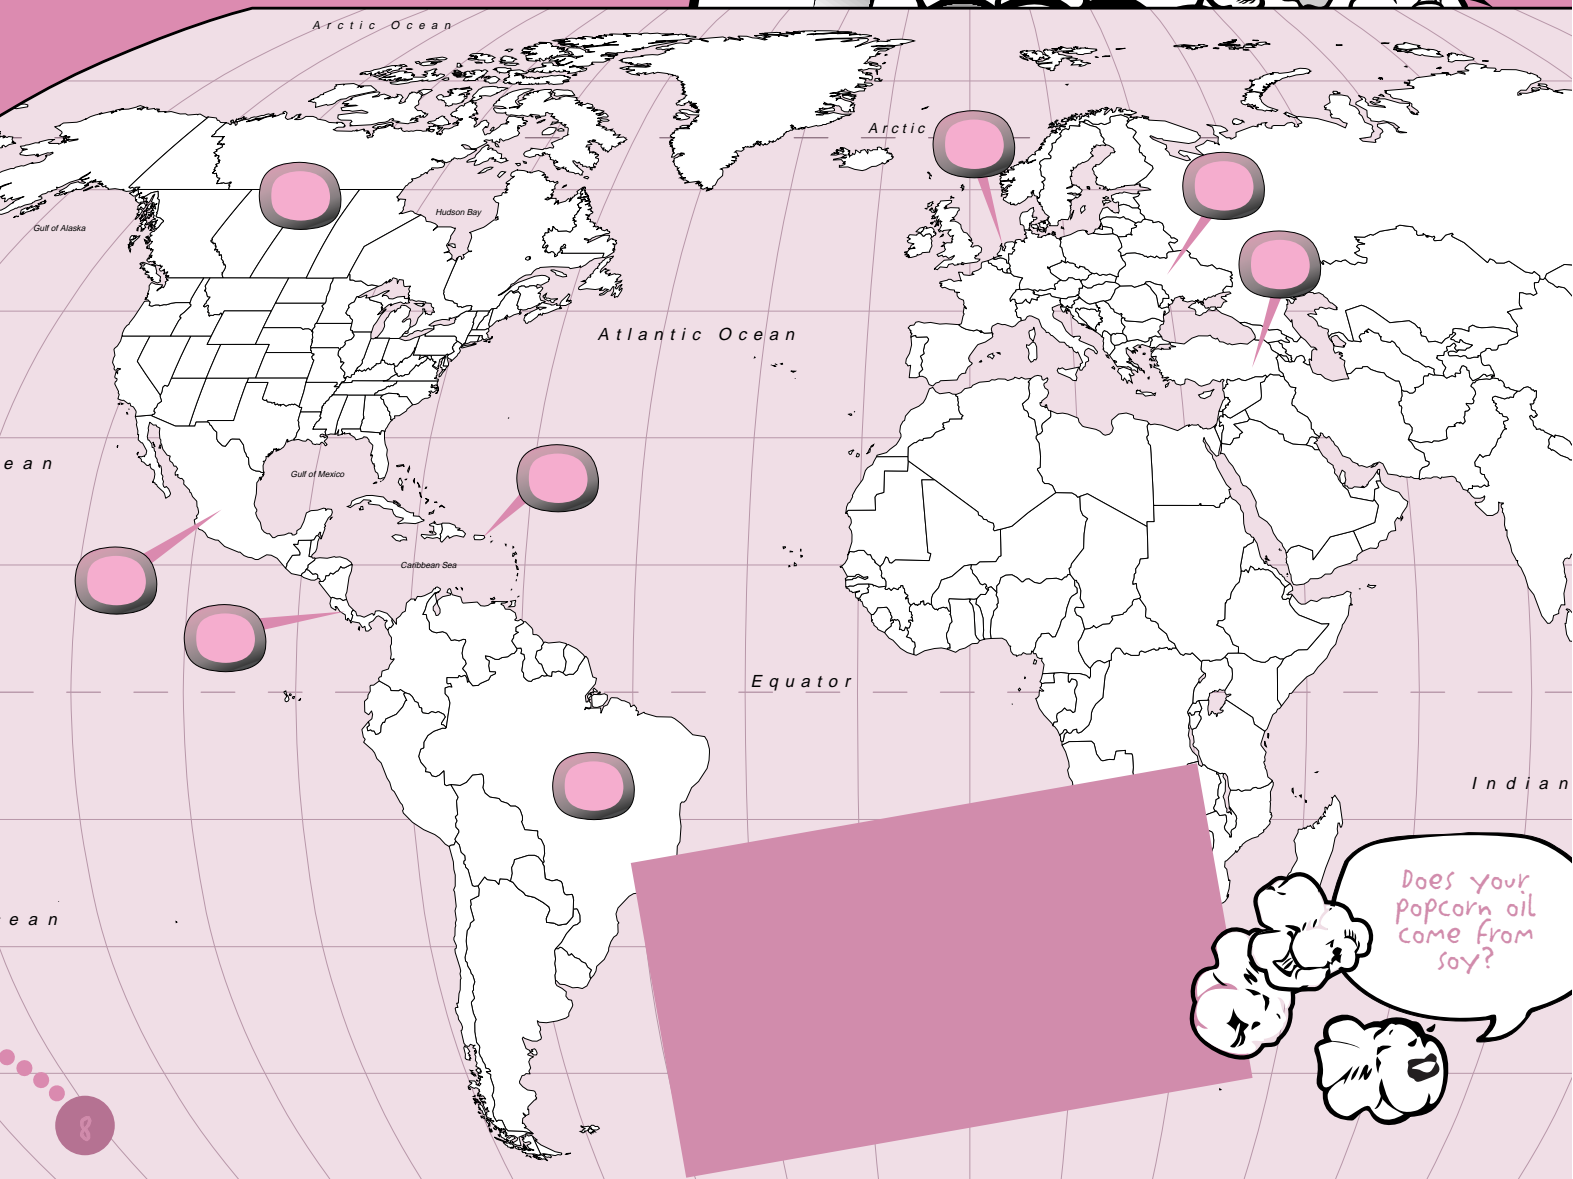 Arctic Ocean
Arctic
Hudson Bay
Gulf of Alaska
Atlantic Ocean
ean
Gulf of Mexico
Caribbean Sea
Equator
Indian
Does your
popcorn oil
come from
soy?
ean
8